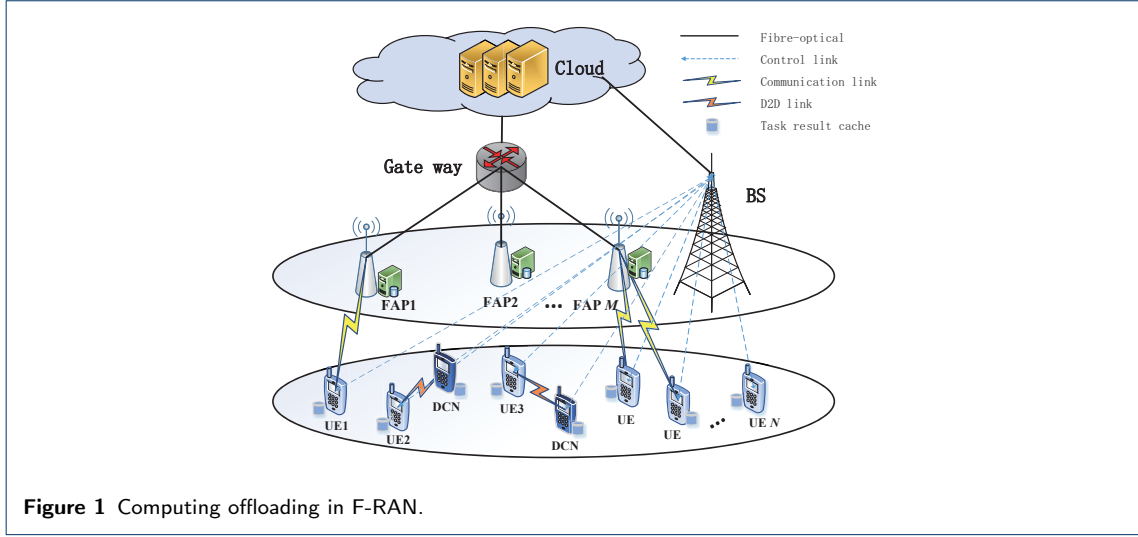 Fibre-optical
Control link
Communication link
D2D link
Task result cache
Cloud
Gate way
BS
FAP1
FAP2
... FAP M
UE1
UE2
DCN
UE3
DCN
UE
UE
...
UE N
Figure 1 Computing offloading in F-RAN.